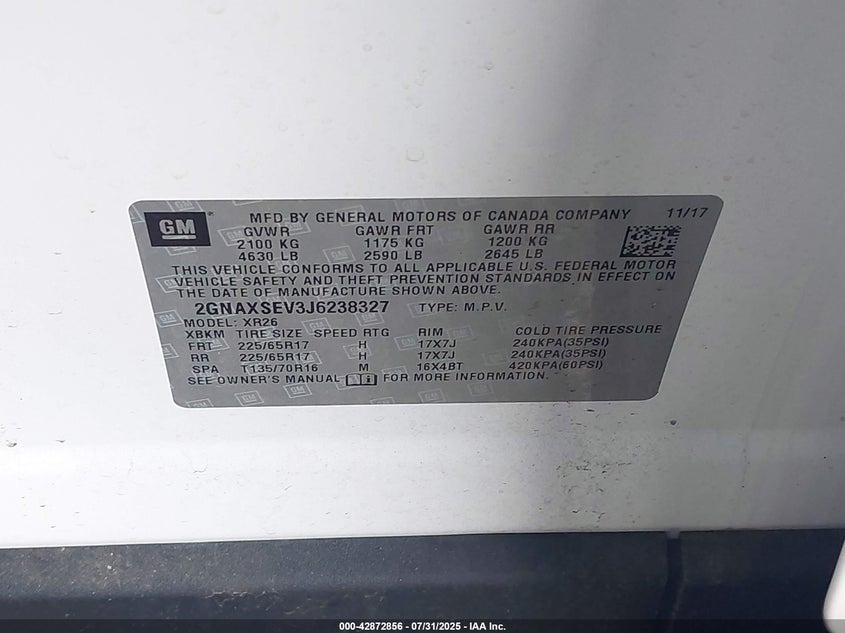 GM
MFD BY GENERAL MOTORS OF CANADA COMPANY 11/17
GVWR GAWR FRT GAWR RR
2100 KG 1175 KG 1200 KG
4630 LB 2590 LB 2645 LB
THIS VEHICLE CONFORMS TO ALL APPLICABLE U.S. FEDERAL MOTOR
VEHICLE SAFETY AND THEFT PREVENTION STANDARDS IN EFFECT ON
THE DATE OF MANUFACTURE SHOWN ABOVE.
2GNAXSEV3J6238327 TYPE: M.P.V.
MODEL: XR26
XBKM TIRE SIZE SPEED RTG RIM COLD TIRE PRESSURE
FRT 225/65R17 H 17X7J 240KPA(35PSI)
RR 225/65R17 H 17X7J 240KPA(35PSI)
SPA T135/70R16 M 16X4BT 420KPA(60PSI)
SEE OWNER'S MANUAL FOR MORE INFORMATION.
000-42872856 - 07/31/2025 - IAA Inc.